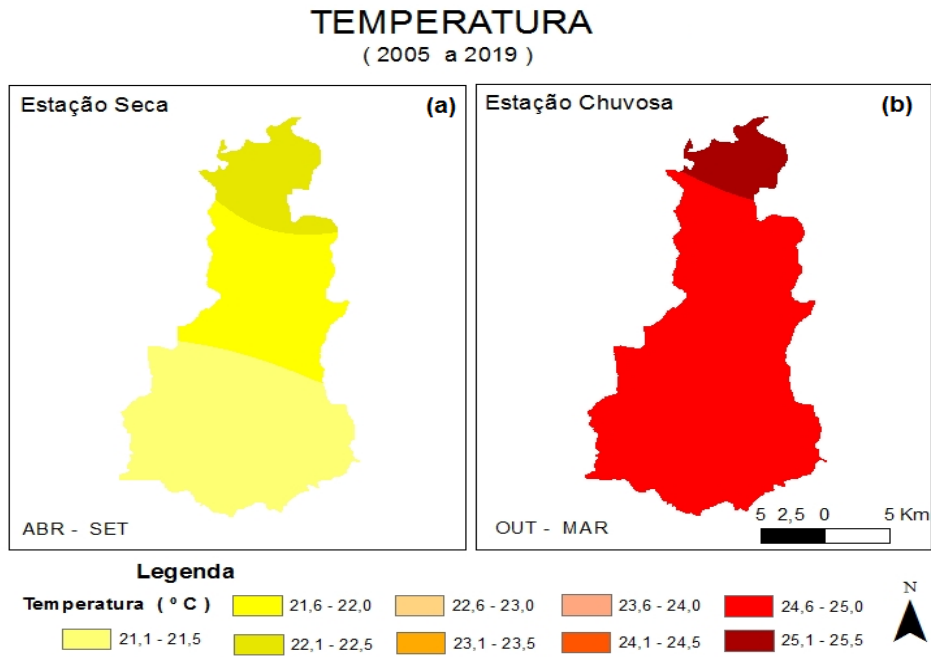 TEMPERATURA
( 2005 a 2019 )
Estação Seca (a)
ABR - SET
Estação Chuvosa (b)
OUT - MAR
5 2,5 0 5 Km
Legenda
Temperatura ( º C )
21,1 - 21,5
21,6 - 22,0
22,1 - 22,5
22,6 - 23,0
23,1 - 23,5
23,6 - 24,0
24,1 - 24,5
24,6 - 25,0
25,1 - 25,5
N